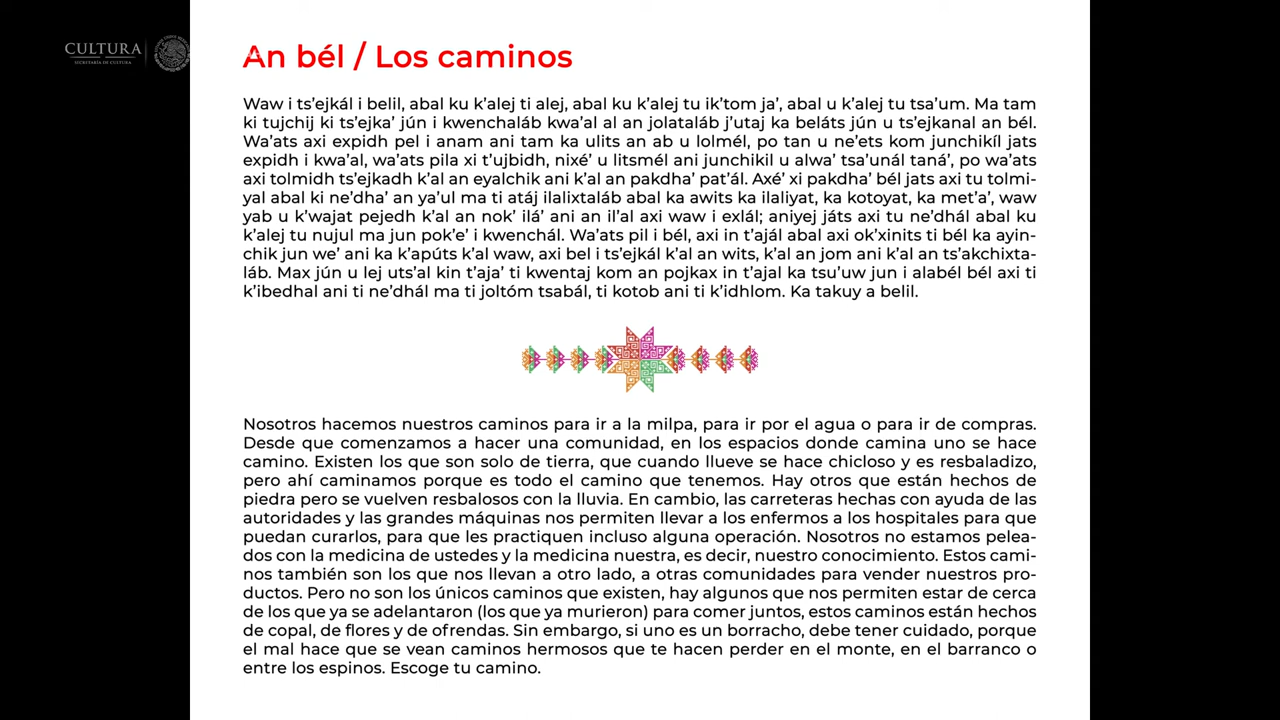 CULTURA
SECRETARÍA DE CULTURA
An bél / Los caminos
Waw i ts’ejkál i belil, abal ku k’alej ti alej, abal ku k’alej tu ik’tom ja’, abal u k’alej tu tsa’um. Ma tam
ki tujchij ki ts’ejka’ jún i kwenchaláb kwa’al al an jolataláb j’utaj ka beláts jún u ts’ejkanal an bél.
Wa’ats axi expidh pel i anam ani tam ka ulits an ab u lolmél, po tan u ne’ets kom junchikíl jats
expidh i kwa’al, wa’ats pila xi t’ujbidh, nixé’ u litsmél ani junchikil u alwa’ tsa’unál taná’, po wa’ats
axi tolmidh ts’ejkadh k’al an eyalchik ani k’al an pakdha’ pat’ál. Axé’ xi pakdha’ bél jats axi tu tolmi-
yal abal ki ne’dha’ an ya’ul ma ti atáj ilalixtaláb abal ka awits ka ilaliyat, ka kotoyat, ka met’a’, waw
yab u k’wajat pejedh k’al an nok’ ilá’ ani an il’al axi waw i exlál; aniyej játs axi tu ne’dhál abal ku
k’alej tu nujul ma jun pok’e’ i kwenchál. Wa’ats pil i bél, axi in t’ajál abal axi ok’xinits ti bél ka ayin-
chik jun we’ ani ka k’apúts k’al waw, axi bel i ts’ejkál k’al an wits, k’al an jom ani k’al an ts’akchixta-
láb. Max jún u lej uts’al kin t’aja’ ti kwentaj kom an pojkax in t’ajal ka tsu’uw jun i alabél bél axi ti
k’ibedhal ani ti ne’dhál ma ti joltóm tsabál, ti kotob ani ti k’idhlom. Ka takuy a belil.
Nosotros hacemos nuestros caminos para ir a la milpa, para ir por el agua o para ir de compras.
Desde que comenzamos a hacer una comunidad, en los espacios donde camina uno se hace
camino. Existen los que son solo de tierra, que cuando llueve se hace chicloso y es resbaladizo,
pero ahí caminamos porque es todo el camino que tenemos. Hay otros que están hechos de
piedra pero se vuelven resbalosos con la lluvia. En cambio, las carreteras hechas con ayuda de las
autoridades y las grandes máquinas nos permiten llevar a los enfermos a los hospitales para que
puedan curarlos, para que les practiquen incluso alguna operación. Nosotros no estamos pelea-
dos con la medicina de ustedes y la medicina nuestra, es decir, nuestro conocimiento. Estos cami-
nos también son los que nos llevan a otro lado, a otras comunidades para vender nuestros pro-
ductos. Pero no son los únicos caminos que existen, hay algunos que nos permiten estar de cerca
de los que ya se adelantaron (los que ya murieron) para comer juntos, estos caminos están hechos
de copal, de flores y de ofrendas. Sin embargo, si uno es un borracho, debe tener cuidado, porque
el mal hace que se vean caminos hermosos que te hacen perder en el monte, en el barranco o
entre los espinos. Escoge tu camino.